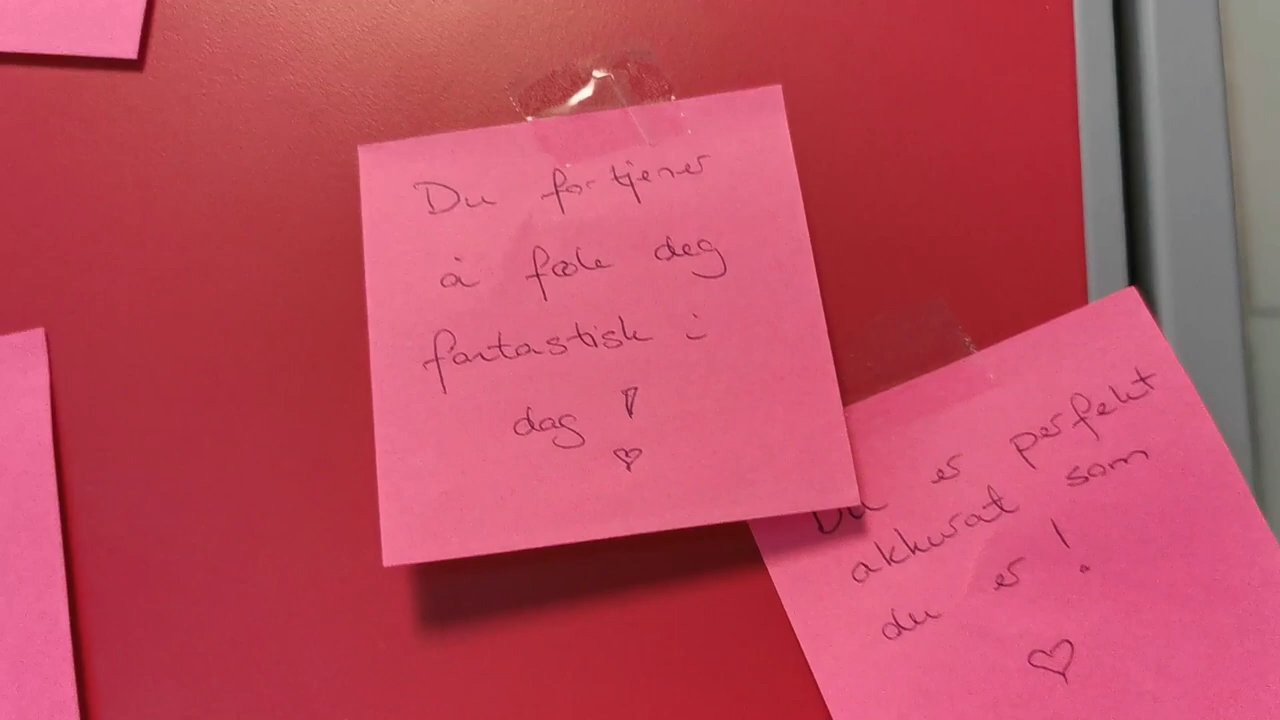 Du fortjener
å føle deg
fantastisk i
dag !
♡
Du er perfekt
akkurat som
du er !
♡